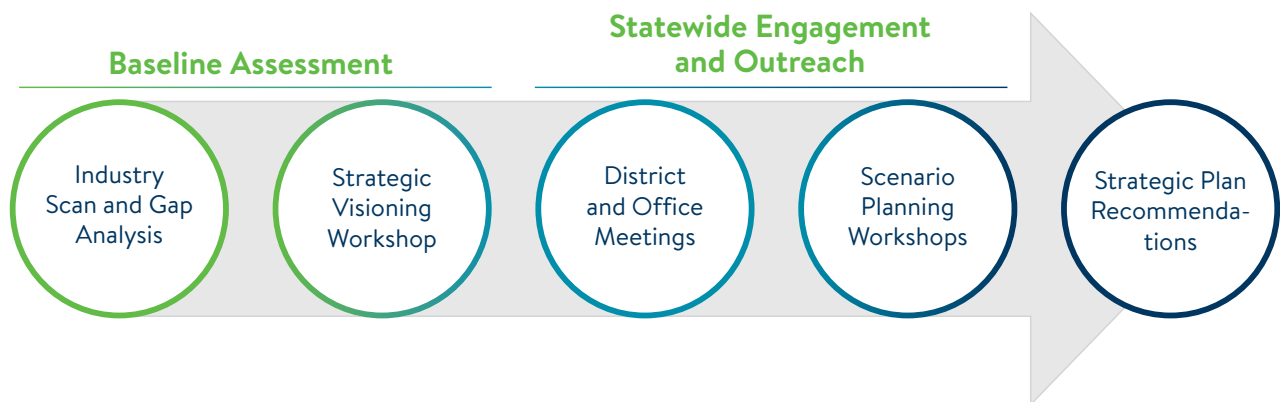 Baseline Assessment
Statewide Engagement
and Outreach
Industry
Scan and Gap
Analysis
Strategic
Visioning
Workshop
District
and Office
Meetings
Scenario
Planning
Workshops
Strategic Plan
Recommenda-
tions